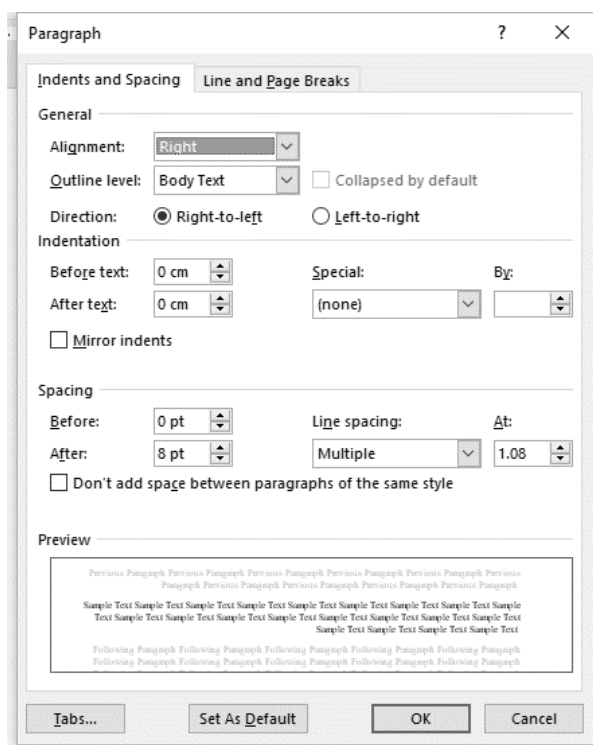 Paragraph ? ×
Indents and Spacing Line and Page Breaks
General
Alignment: Right
Outline level: Body Text Collapsed by default
Direction: Right-to-left Left-to-right
Indentation
Before text: 0 cm Special: By:
After text: 0 cm (none)
Mirror indents
Spacing
Before: 0 pt Line spacing: At:
After: 8 pt Multiple 1.08
Don't add space between paragraphs of the same style
Preview
Previous Paragraph Previous Paragraph Previous Paragraph Previous Paragraph Previous Paragraph Previous
Paragraph Previous Paragraph Previous Paragraph Previous Paragraph Previous Paragraph
Sample Text Sample Text Sample Text Sample Text Sample Text Sample Text Sample Text Sample Text Sample
Text Sample Text Sample Text Sample Text Sample Text Sample Text Sample Text Sample Text Sample Text
Sample Text Sample Text Sample Text Sample Text
Following Paragraph Following Paragraph Following Paragraph Following Paragraph Following Paragraph
Following Paragraph Following Paragraph Following Paragraph Following Paragraph Following Paragraph
Tabs... Set As Default OK Cancel